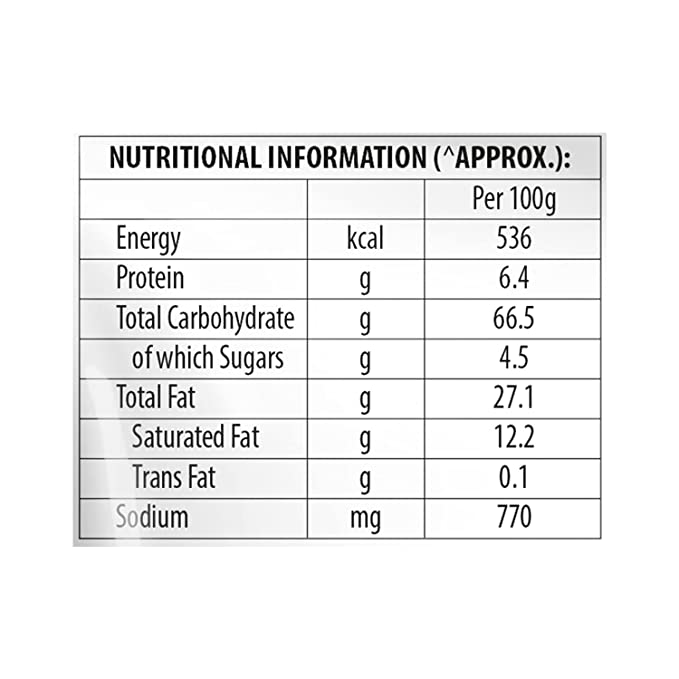 NUTRITIONAL INFORMATION (^APPROX.):
Per 100g
Energy kcal 536
Protein g 6.4
Total Carbohydrate g 66.5
of which Sugars g 4.5
Total Fat g 27.1
Saturated Fat g 12.2
Trans Fat g 0.1
Sodium mg 770